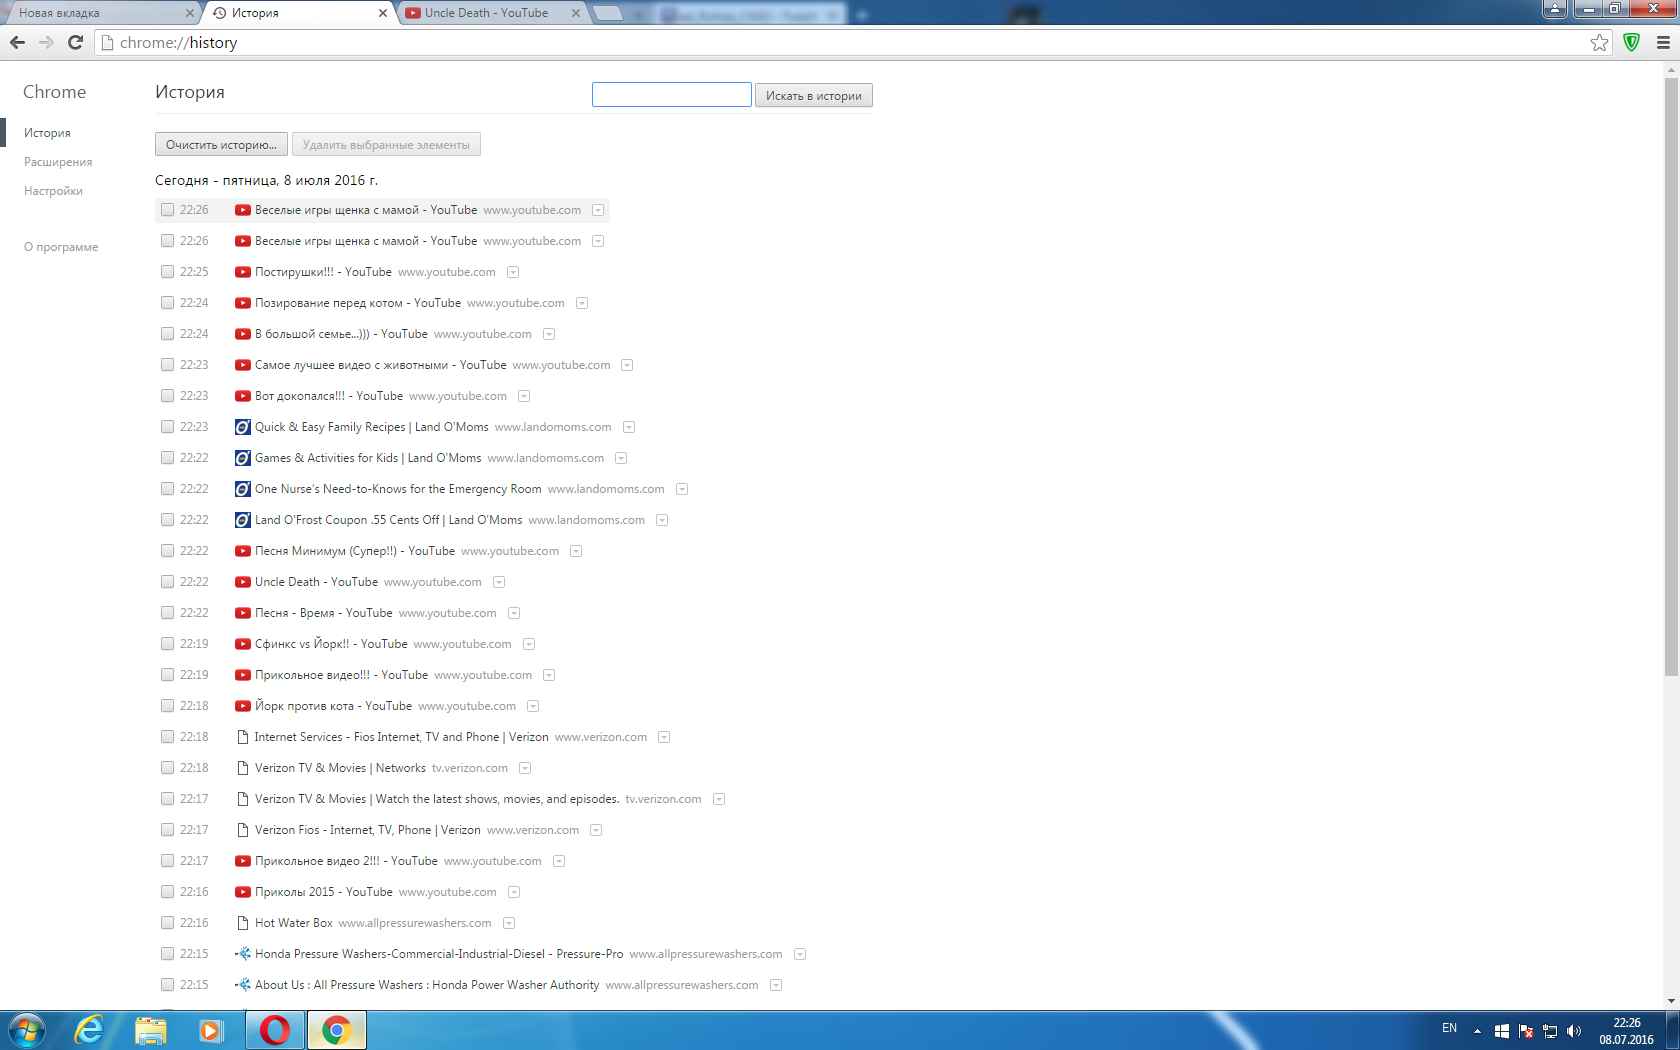 Новая вкладка
История
Uncle Death - YouTube
chrome://history
Chrome
История
Искать в истории
История
Расширения
Настройки
О программе
Очистить историю...
Удалить выбранные элементы
Сегодня - пятница, 8 июля 2016 г.
22:26 Веселые игры щенка с мамой - YouTube www.youtube.com
22:26 Веселые игры щенка с мамой - YouTube www.youtube.com
22:25 Постирушки!!! - YouTube www.youtube.com
22:24 Позирование перед котом - YouTube www.youtube.com
22:24 В большой семье...))) - YouTube www.youtube.com
22:23 Самое лучшее видео с животными - YouTube www.youtube.com
22:23 Вот докопался!!! - YouTube www.youtube.com
22:23 Quick & Easy Family Recipes | Land O'Moms www.landomoms.com
22:22 Games & Activities for Kids | Land O'Moms www.landomoms.com
22:22 One Nurse's Need-to-Knows for the Emergency Room www.landomoms.com
22:22 Land O'Frost Coupon .55 Cents Off | Land O'Moms www.landomoms.com
22:22 Песня Минимум (Супер!!) - YouTube www.youtube.com
22:22 Uncle Death - YouTube www.youtube.com
22:22 Песня - Время - YouTube www.youtube.com
22:19 Сфинкс vs Йорк!! - YouTube www.youtube.com
22:19 Прикольное видео!!! - YouTube www.youtube.com
22:18 Йорк против кота - YouTube www.youtube.com
22:18 Internet Services - Fios Internet, TV and Phone | Verizon www.verizon.com
22:18 Verizon TV & Movies | Networks tv.verizon.com
22:17 Verizon TV & Movies | Watch the latest shows, movies, and episodes. tv.verizon.com
22:17 Verizon Fios - Internet, TV, Phone | Verizon www.verizon.com
22:17 Прикольное видео 2!!! - YouTube www.youtube.com
22:16 Приколы 2015 - YouTube www.youtube.com
22:16 Hot Water Box www.allpressurewashers.com
22:15 Honda Pressure Washers-Commercial-Industrial-Diesel - Pressure-Pro www.allpressurewashers.com
22:15 About Us : All Pressure Washers : Honda Power Washer Authority www.allpressurewashers.com
EN
22:26
08.07.2016